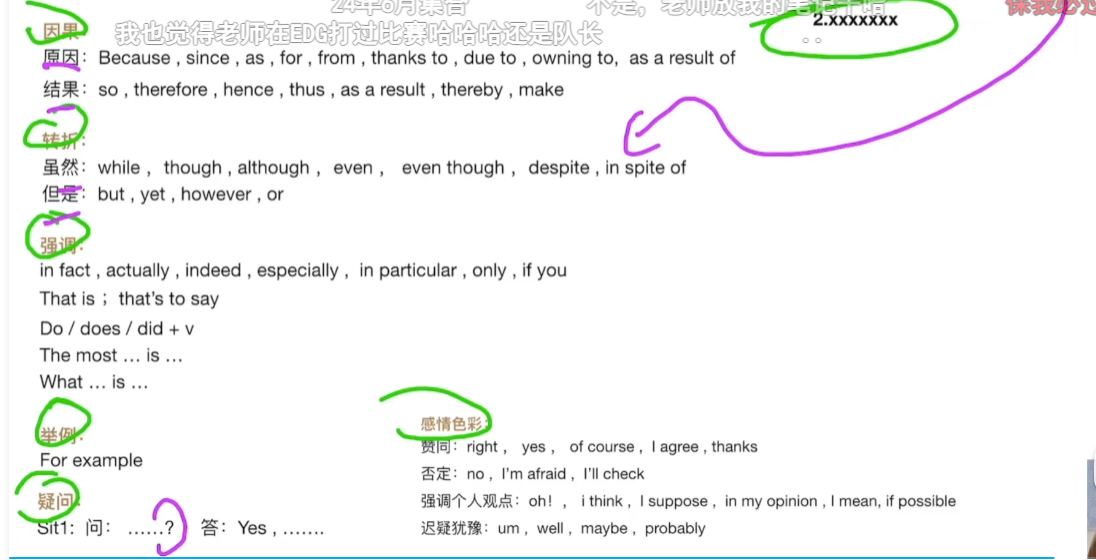 24年6月集合
不是，老师放我的笔记干啥
保我必过
2.xxxxxxx
因果
我也觉得老师在EDG打过比赛哈哈哈还是队长
原因：Because , since , as , for , from , thanks to , due to , owning to, as a result of
结果：so , therefore , hence , thus , as a result , thereby , make
转折：
虽然：while , though , although , even , even though , despite , in spite of
但是：but , yet , however , or
强调：
in fact , actually , indeed , especially , in particular , only , if you
That is ; that's to say
Do / does / did + v
The most … is …
What … is …
举例：
For example
疑问：
Sit1: 问： ……? 答：Yes , …….
感情色彩：
赞同：right , yes , of course , I agree , thanks
否定：no , I'm afraid , I'll check
强调个人观点：oh! , i think , I suppose , in my opinion , I mean, if possible
迟疑犹豫：um , well , maybe , probably